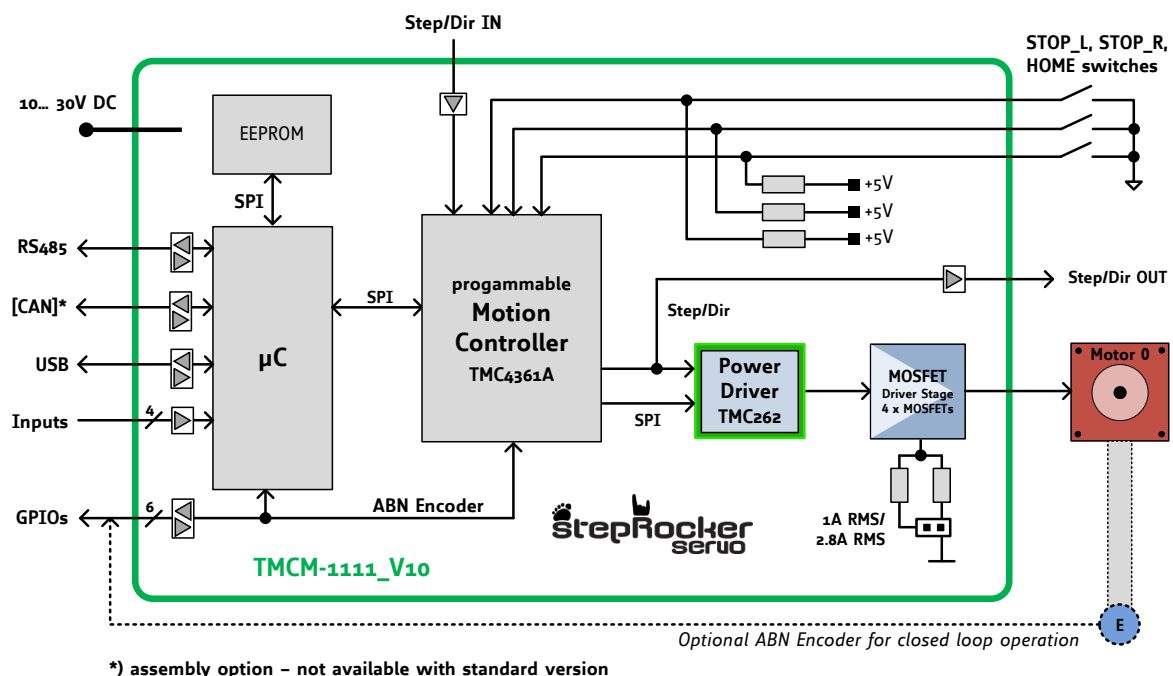 Step/Dir IN
STOP_L, STOP_R,
HOME switches
10... 30V DC
EEPROM
SPI
+5V
+5V
+5V
RS485
[CAN]*
USB
Inputs
4
GPIOs
6
µC
SPI
progammable
Motion
Controller
TMC4361A
Step/Dir
Step/Dir OUT
SPI
Power
Driver
TMC262
MOSFET
Driver Stage
4 x MOSFETs
Motor 0
ABN Encoder
stepRocker
servo
1A RMS/
2.8A RMS
TMCM-1111_V10
E
Optional ABN Encoder for closed loop operation
*) assembly option – not available with standard version